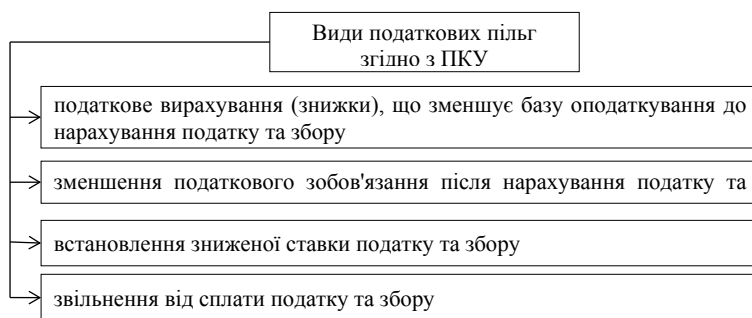 Види податкових пільг
згідно з ПКУ
податкове вирахування (знижки), що зменшує базу оподаткування до
нарахування податку та збору
зменшення податкового зобов'язання після нарахування податку та
встановлення зниженої ставки податку та збору
звільнення від сплати податку та збору